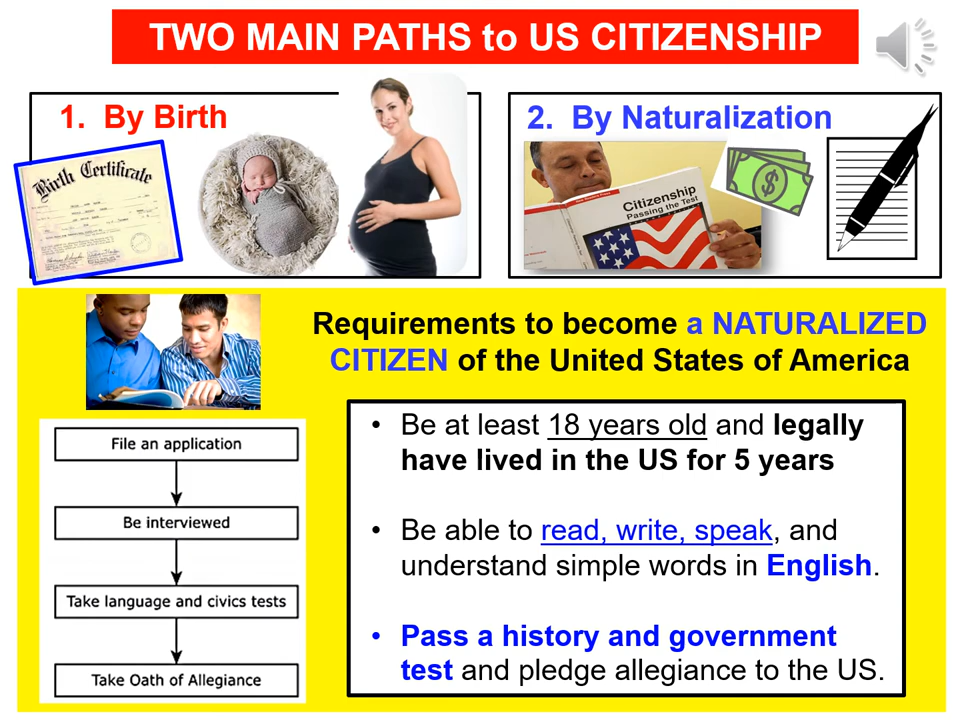 TWO MAIN PATHS to US CITIZENSHIP
1. By Birth
Birth Certificate
2. By Naturalization
Citizenship
Passing the Test
$
Requirements to become a NATURALIZED
CITIZEN of the United States of America
File an application
Be interviewed
Take language and civics tests
Take Oath of Allegiance
• Be at least 18 years old and legally
have lived in the US for 5 years
• Be able to read, write, speak, and
understand simple words in English.
• Pass a history and government
test and pledge allegiance to the US.